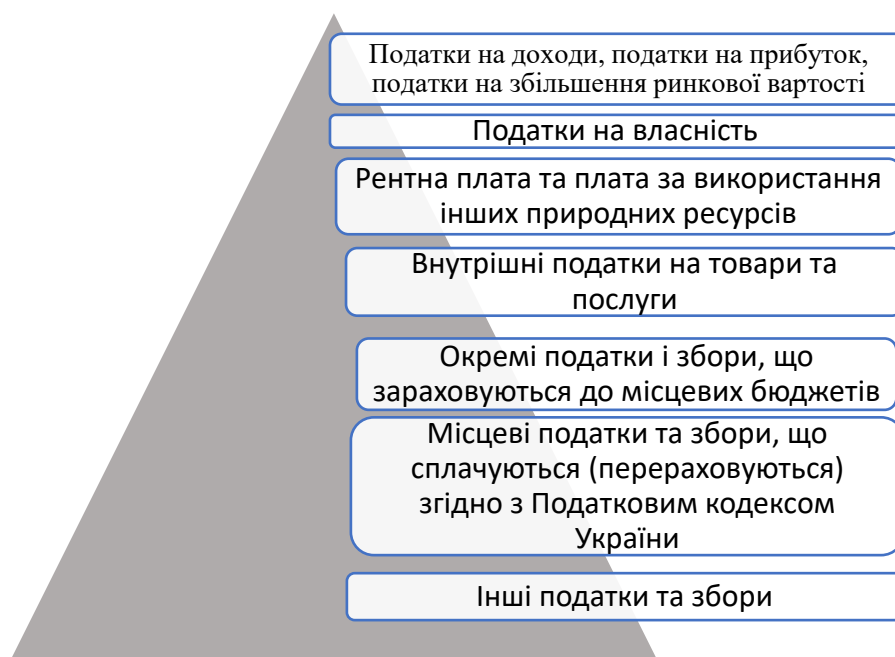 Податки на доходи, податки на прибуток,
податки на збільшення ринкової вартості
Податки на власність
Рентна плата та плата за використання
інших природних ресурсів
Внутрішні податки на товари та
послуги
Окремі податки і збори, що
зараховуються до місцевих бюджетів
Місцеві податки та збори, що
сплачуються (перераховуються)
згідно з Податковим кодексом
України
Інші податки та збори